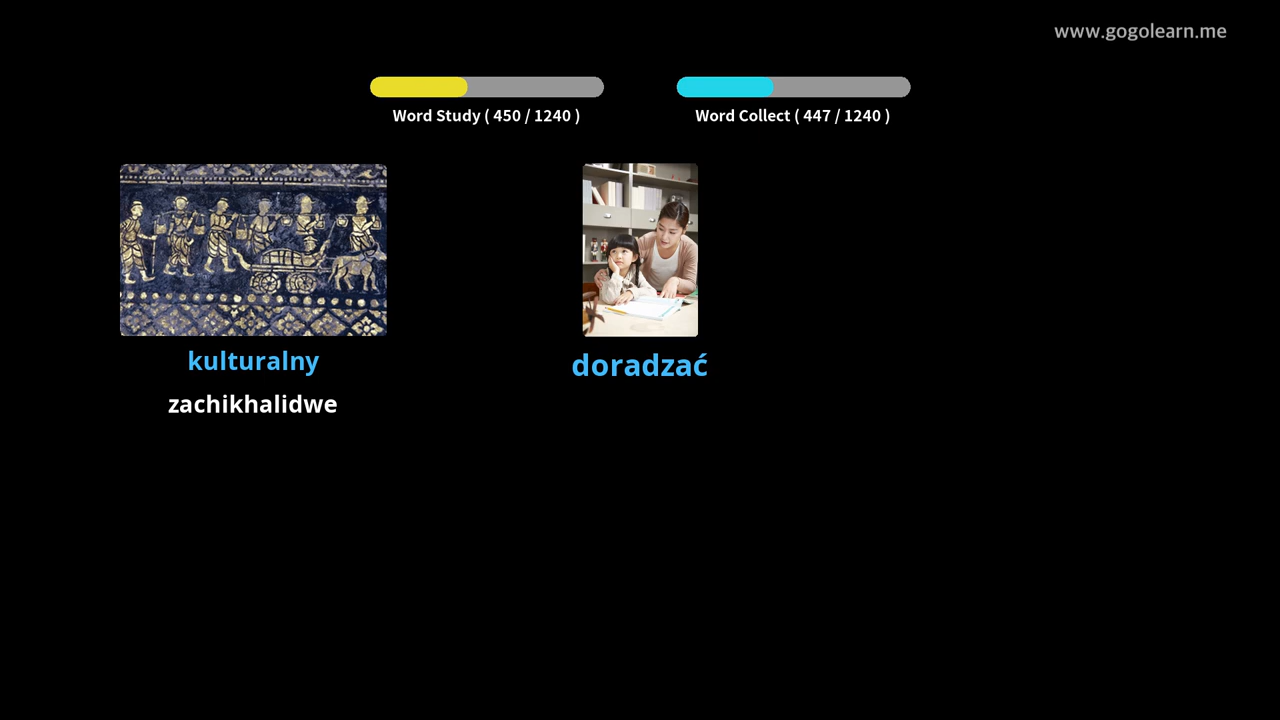 www.gogolearn.me
Word Study ( 450 / 1240 )
Word Collect ( 447 / 1240 )
kulturalny
zachikhalidwe
doradzać